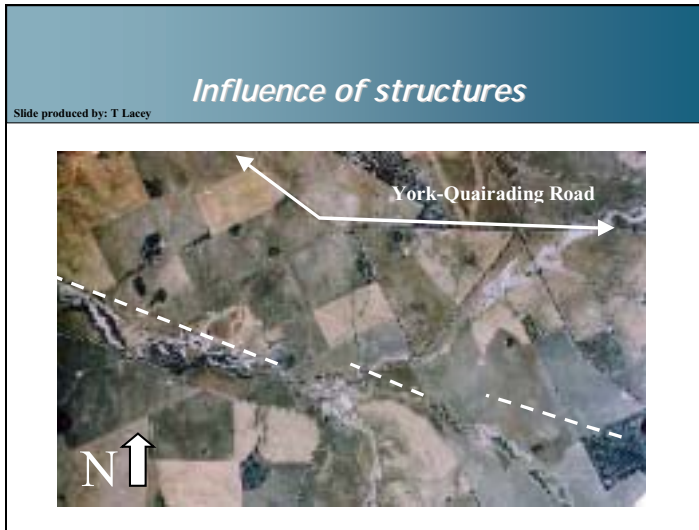 Influence of structures
Slide produced by: T Lacey
York-Quairading Road
N